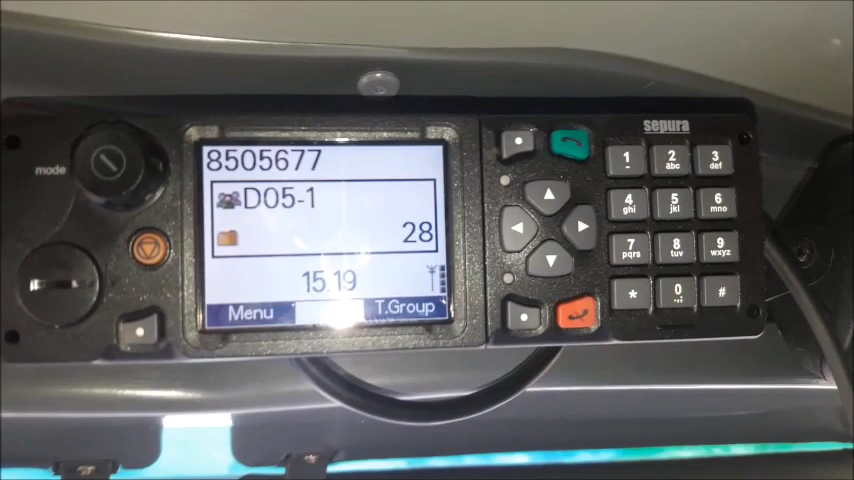 sepura
mode
8505677
D05-1
28
15.19
Menu
T.Group
1
-
2
abc
3
def
4
ghi
5
jkl
6
mno
7
pqrs
8
tuv
9
wxyz
*
0
.,;
#